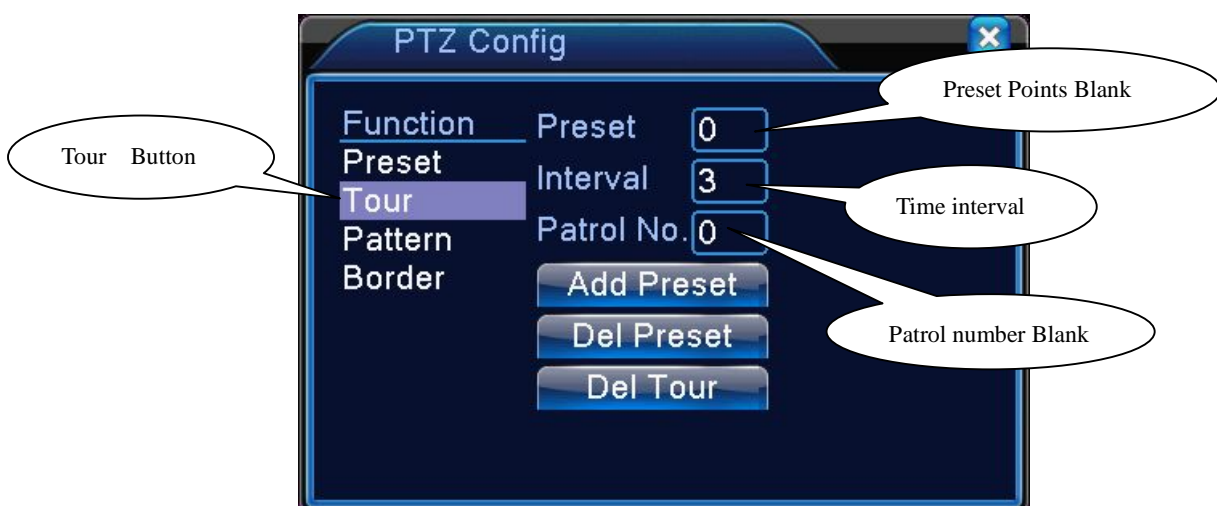 PTZ Config
Preset Points Blank
Function
Preset 0
Tour Button
Preset
Interval 3
Tour
Time interval
Pattern
Patrol No. 0
Border
Add Preset
Del Preset
Patrol number Blank
Del Tour